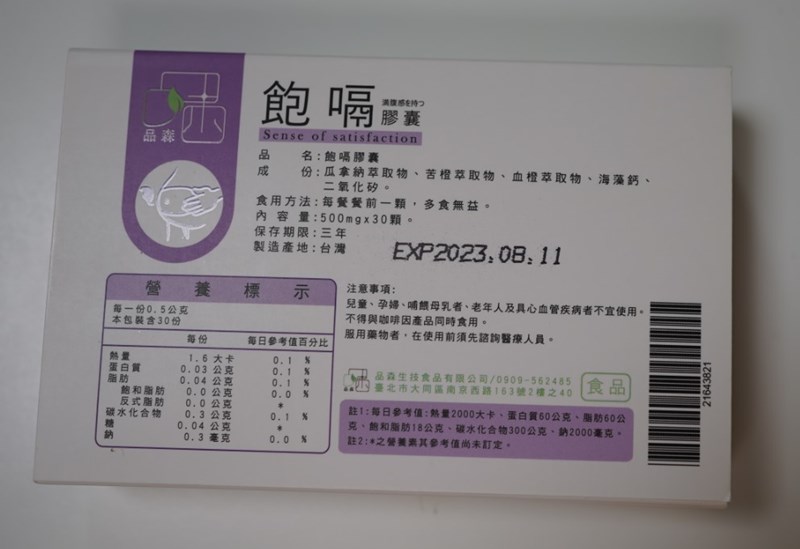 品森
飽嗝
満腹感を持つ
膠囊
Sense of satisfaction
品 名:飽嗝膠囊
成 份:瓜拿納萃取物、苦橙萃取物、血橙萃取物、海藻鈣、
二氧化矽。
食用方法:每餐餐前一顆,多食無益。
內容量:500mgx30顆。
保存期限:三年
製造產地:台灣
EXP2023.08.11
營養標示
每一份0.5公克
本包裝含30份
每份 每日參考值百分比
熱量 1.6 大卡 0.1 %
蛋白質 0.03 公克 0.1 %
脂肪 0.04 公克 0.1 %
飽和脂肪 0.0 公克 0.0 %
反式脂肪 0.0 公克 *
碳水化合物 0.3 公克 0.1 %
糖 0.04 公克 *
鈉 0.3 毫克 0.0 %
注意事項:
兒童、孕婦、哺餵母乳者、老年人及具心血管疾病者不宜使用。
不得與咖啡因產品同時食用。
服用藥物者,在使用前須先諮詢醫療人員。
品森生技食品有限公司/0909-562485
臺北市大同區南京西路163號2樓之40
食品
註1:每日參考值:熱量2000大卡、蛋白質60公克、脂肪60公
克、飽和脂肪18公克、碳水化合物300公克、鈉2000毫克。
註2:*之營養素其參考值尚未訂定。
21643821